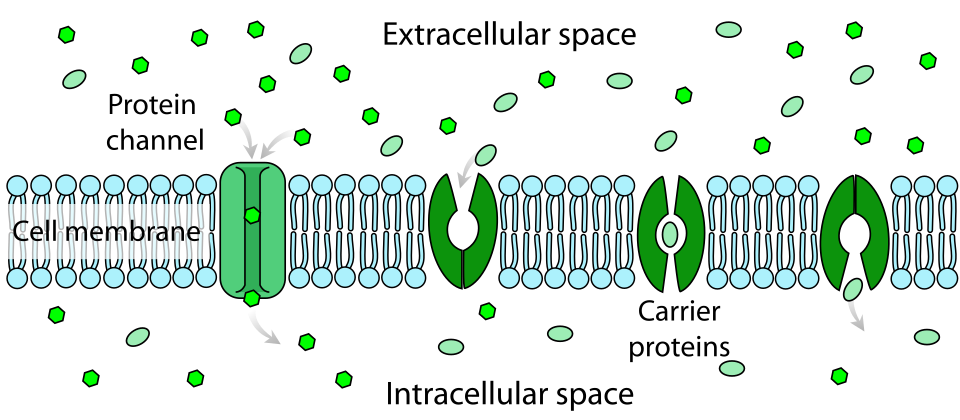 Extracellular space
Protein
channel
Cell membrane
Carrier
proteins
Intracellular space